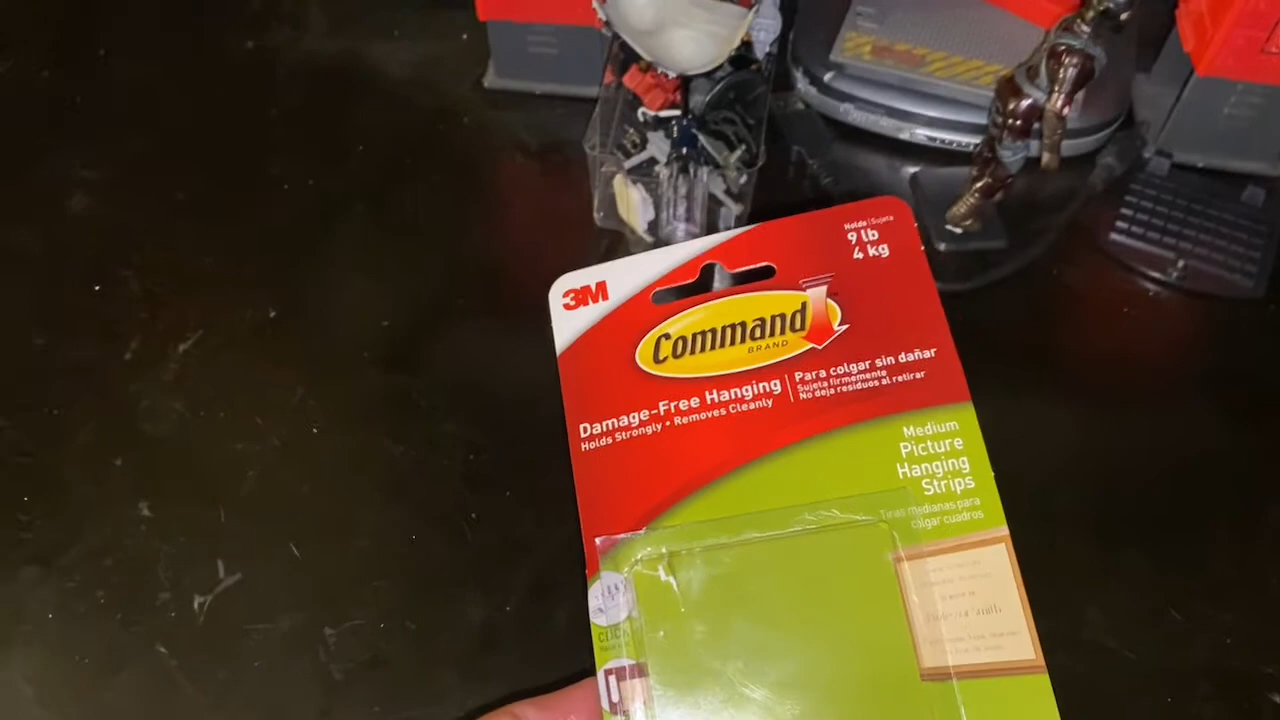 3M
Holds | Sujeta
9 lb
4 kg
Command
BRAND
Damage-Free Hanging
Holds Strongly • Removes Cleanly
Para colgar sin dañar
Sujeta firmemente
No deja residuos al retirar
Medium
Picture
Hanging
Strips
Tiras medianas para
colgar cuadros
CLICK